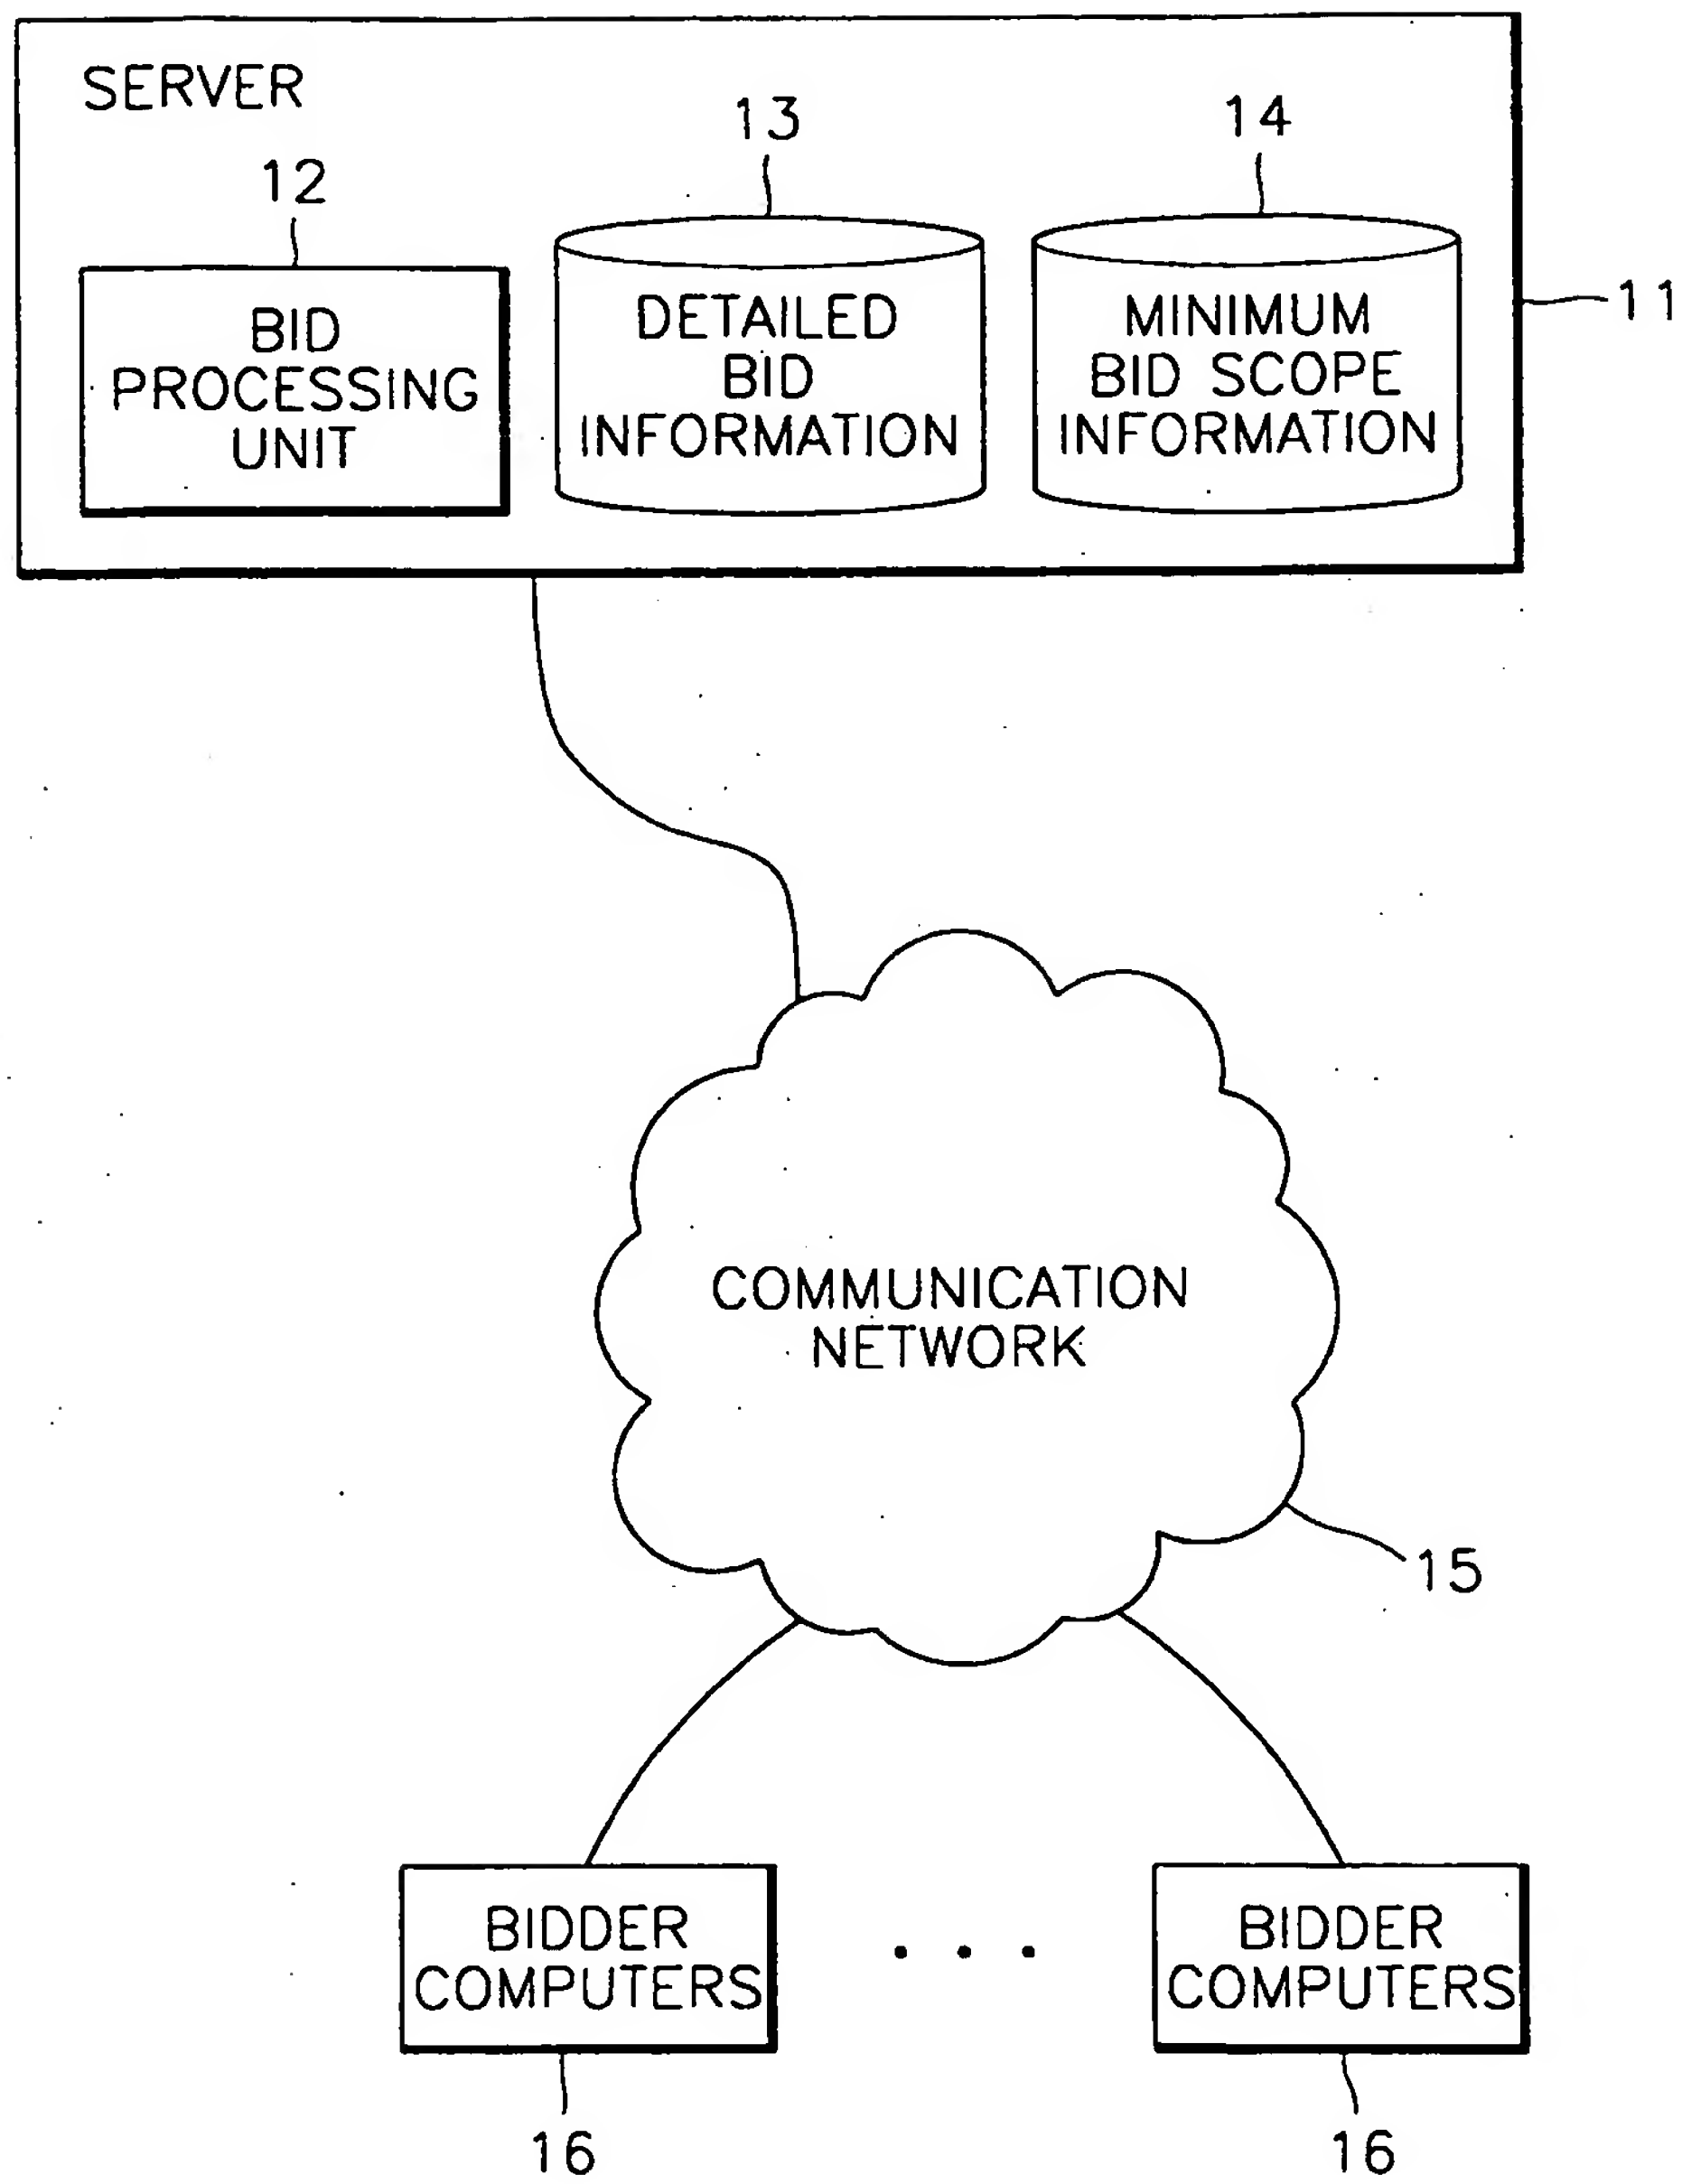 SERVER
13
14
12
BID
PROCESSING
UNIT
DETAILED
BID
INFORMATION
MINIMUM
BID SCOPE
INFORMATION
11
COMMUNICATION
NETWORK
15
BIDDER
COMPUTERS
. . .
BIDDER
COMPUTERS
16
16